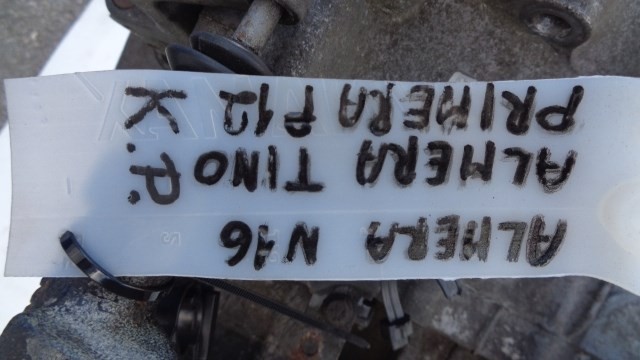 ALMERA N16
ALMERA TINO P.
PRIMERA P12 K.